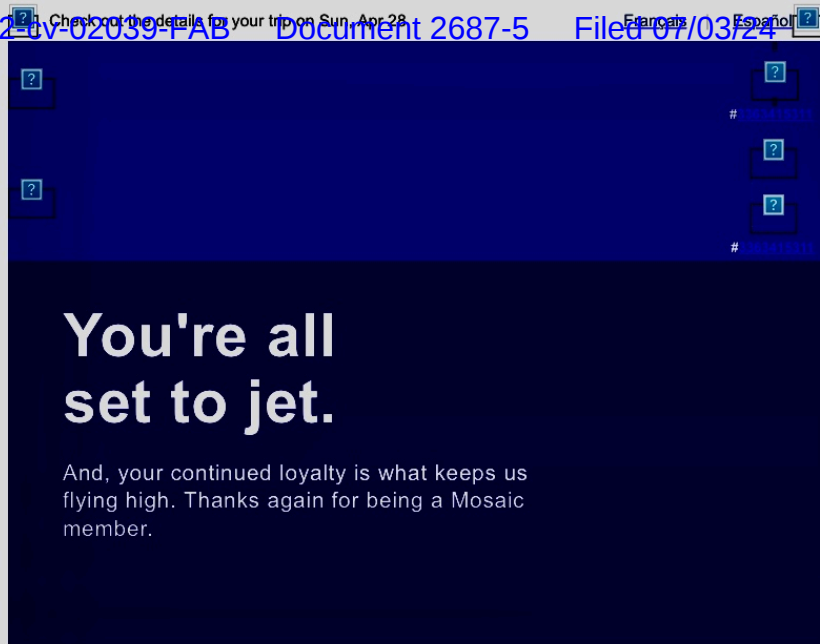 Check out the details for your trip on Sun, Apr 28
Français | Español
2-cv-02039-FAB Document 2687-5 Filed 07/03/24
#
#
You're all
set to jet.
And, your continued loyalty is what keeps us
flying high. Thanks again for being a Mosaic
member.